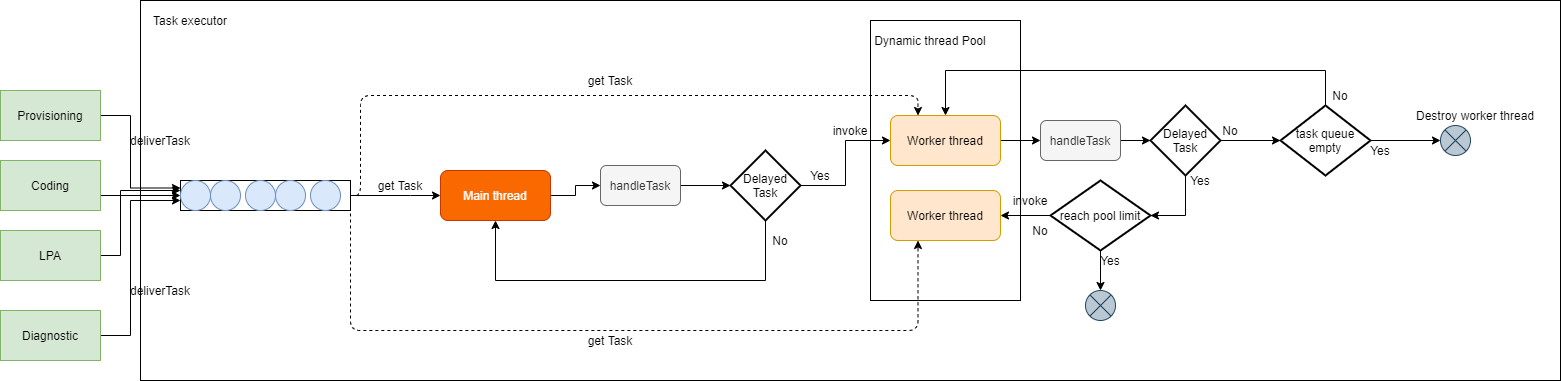 Task executor
Dynamic thread Pool
get Task
Provisioning
deliverTask
Coding
LPA
deliverTask
Diagnostic
get Task
Main thread
handleTask
Delayed
Task
Yes
No
invoke
Worker thread
handleTask
Delayed
Task
No
Yes
task queue
empty
No
Yes
Destroy worker thread
Worker thread
invoke
No
reach pool limit
Yes
get Task